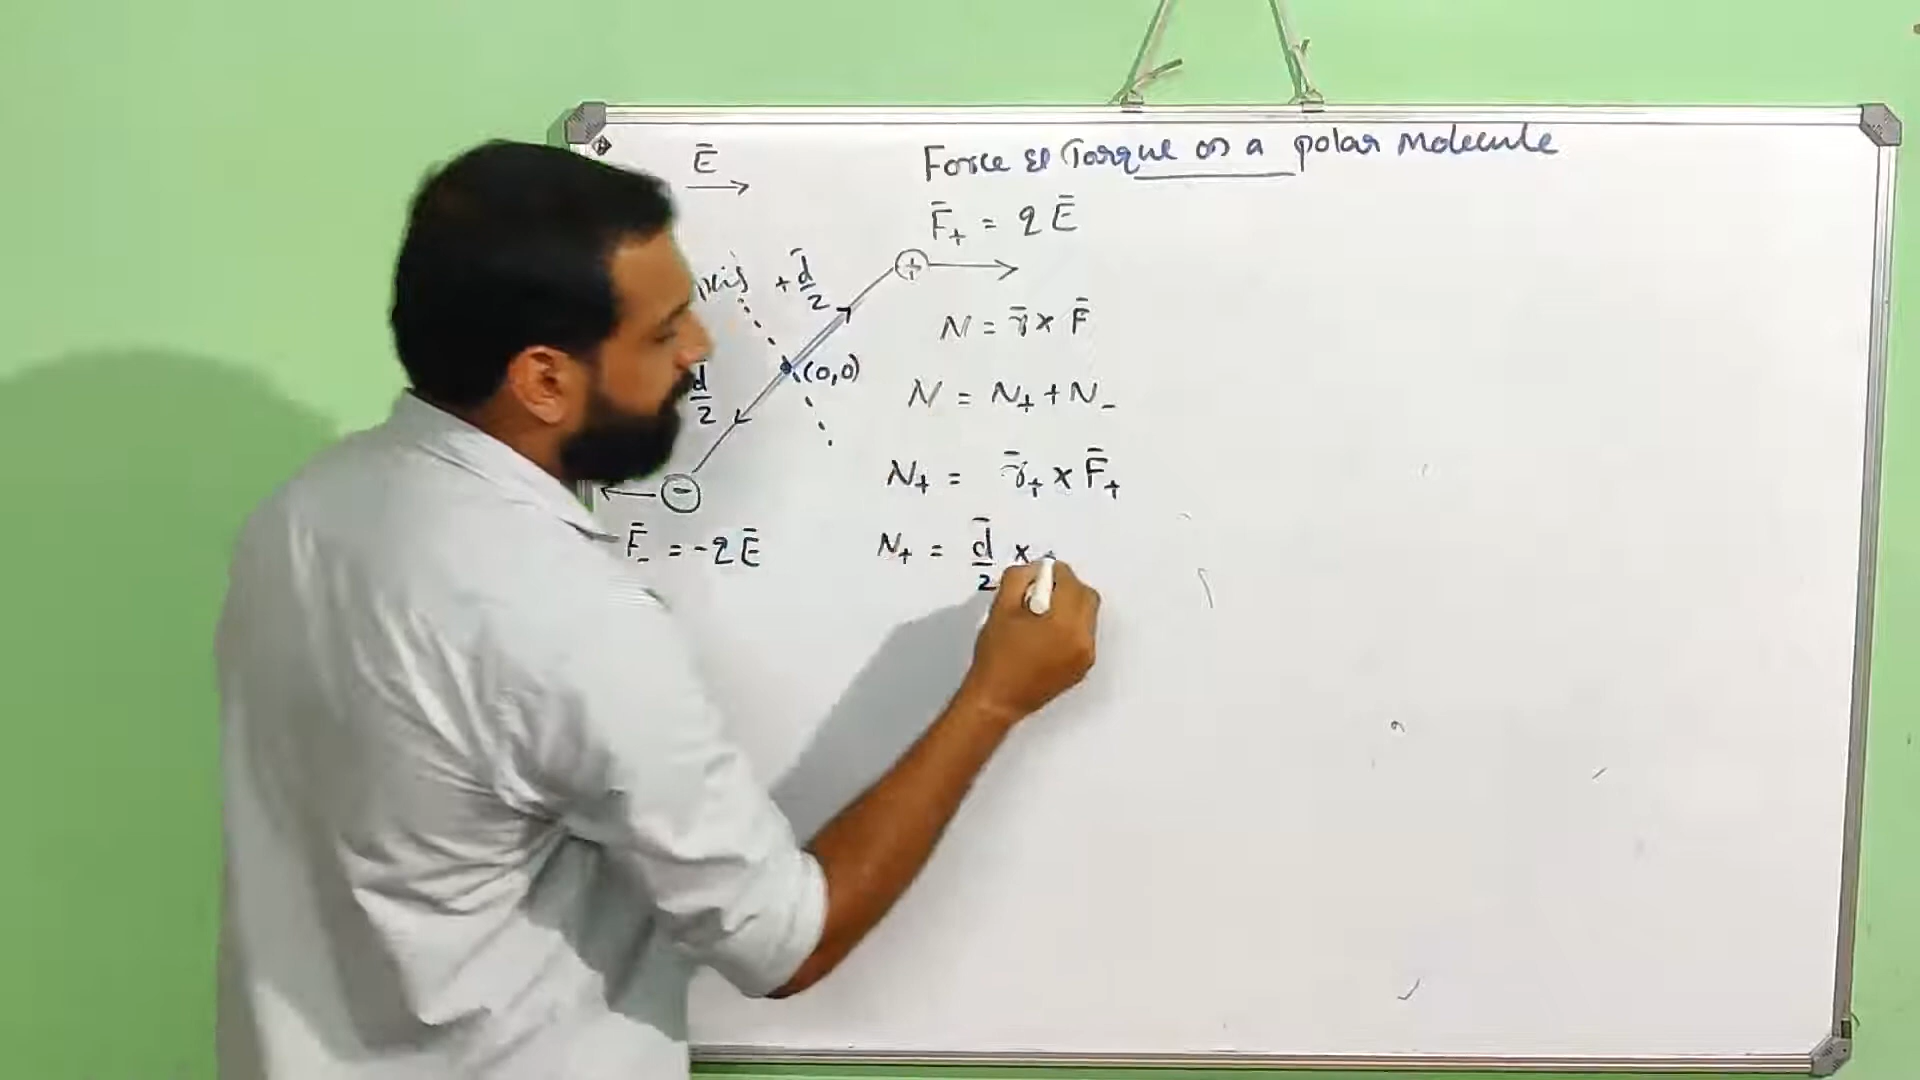 Ē
Force & Torque on a polar Molecule
F̄₊ = qĒ
+
+ d̄/2
N = r̄ × F̄
(0,0)
d/2
N = N₊ + N₋
N₊ = r̄₊ × F̄₊
−
F̄₋ = -qĒ
N₊ = d̄/2 ×